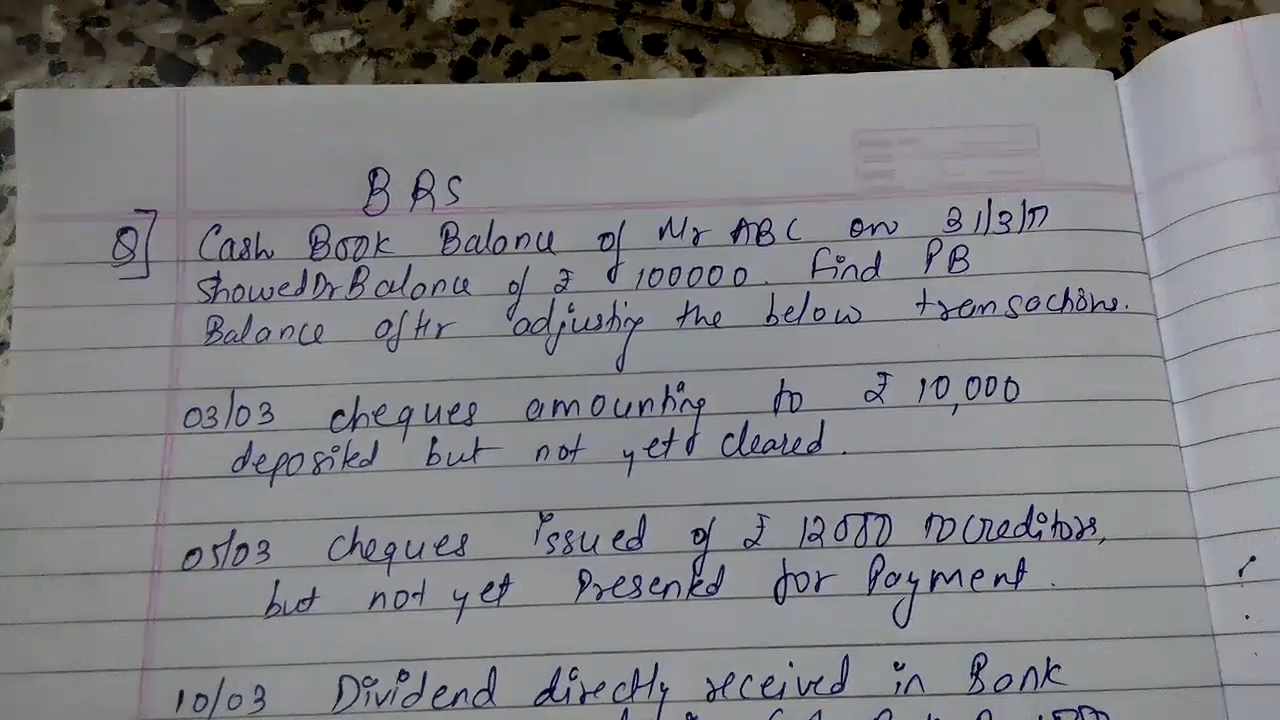 BRS
Q] Cash Book Balance of Mr ABC on 31/3/17
showed Dr Balance of ₹ 100000. Find PB
Balance after adjusting the below transactions.
03/03 cheques amounting to ₹ 10,000
deposited but not yet cleared.
05/03 cheques issued of ₹ 12000 to creditors,
but not yet Presented for Payment.
10/03 Dividend directly received in Bank